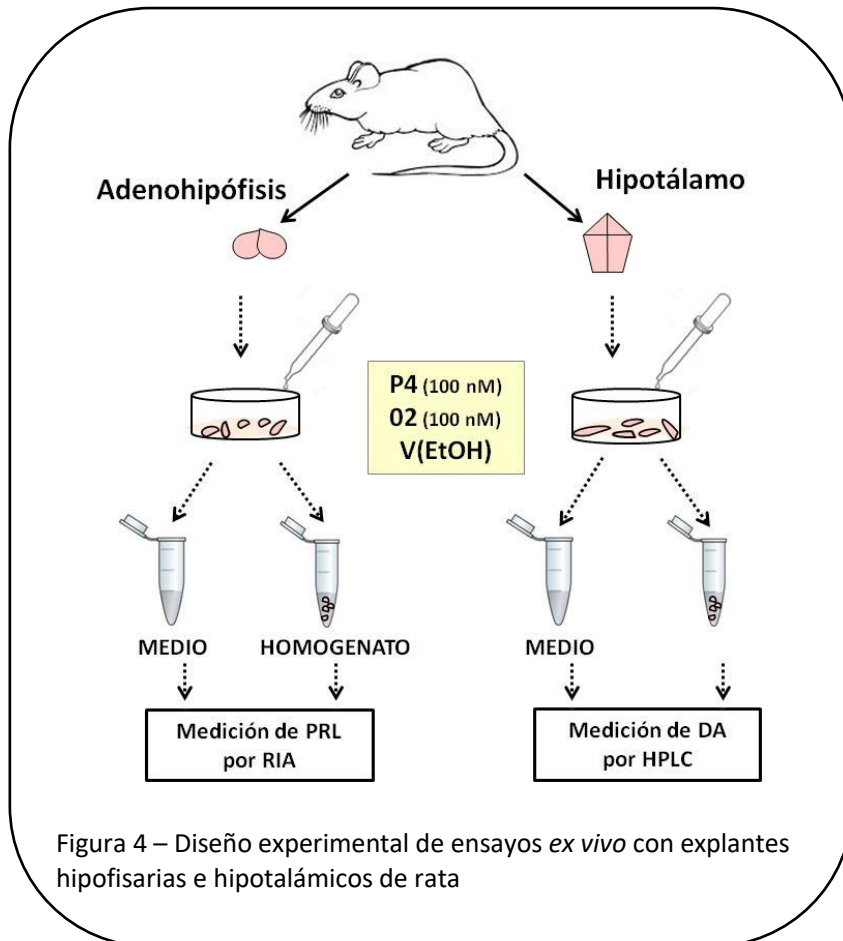 Adenohipófisis
Hipotálamo
P4 (100 nM)
02 (100 nM)
V(EtOH)
MEDIO
HOMOGENATO
MEDIO
Medición de PRL
por RIA
Medición de DA
por HPLC
Figura 4 – Diseño experimental de ensayos ex vivo con explantes
hipofisarias e hipotalámicos de rata